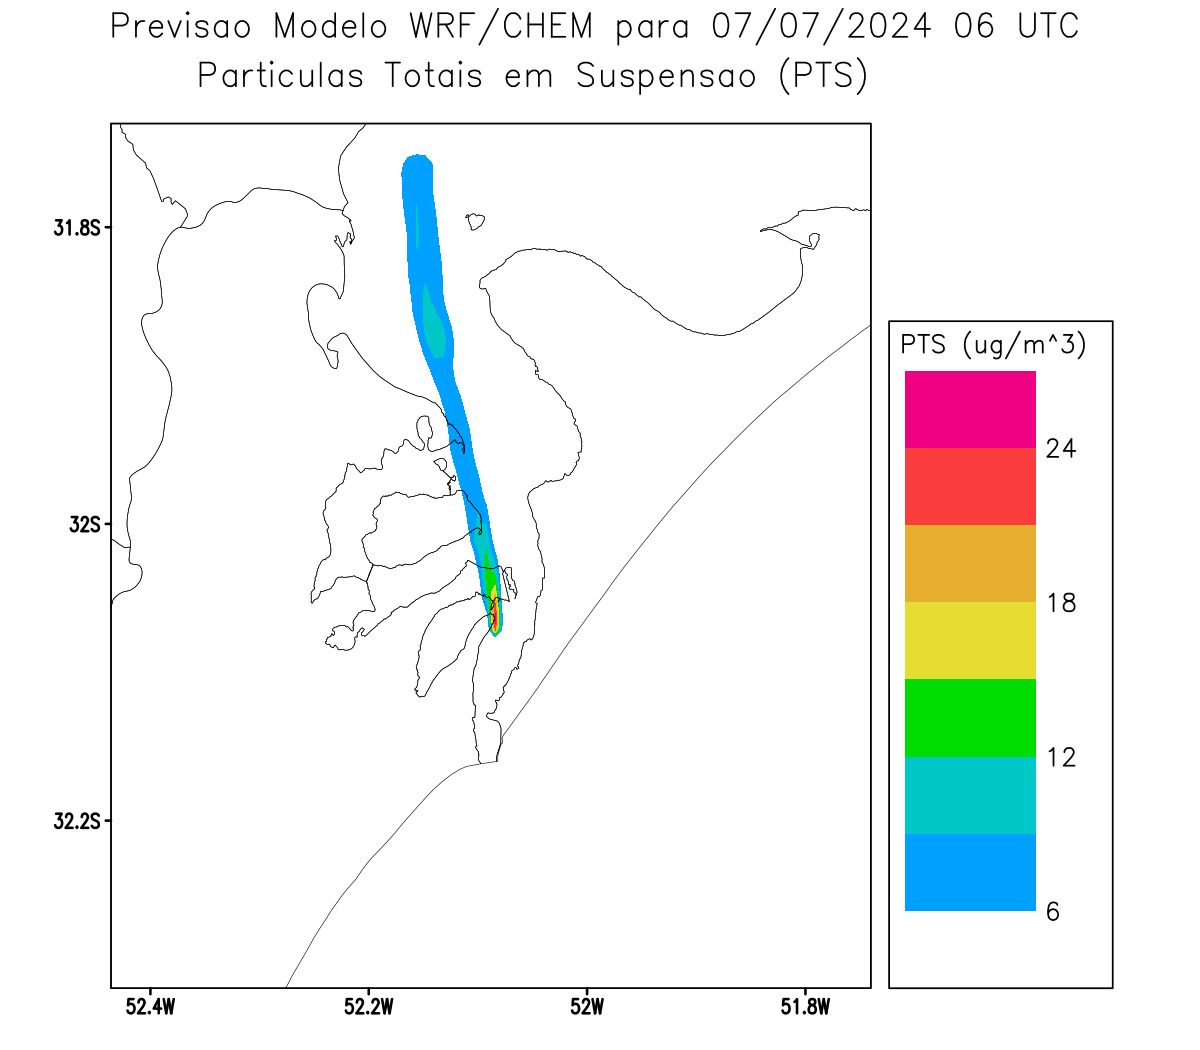 Previsao Modelo WRF/CHEM para 07/07/2024 06 UTC
Particulas Totais em Suspensao (PTS)
31.8S
32S
32.2S
52.4W
52.2W
52W
51.8W
PTS (ug/m^3)
24
18
12
6